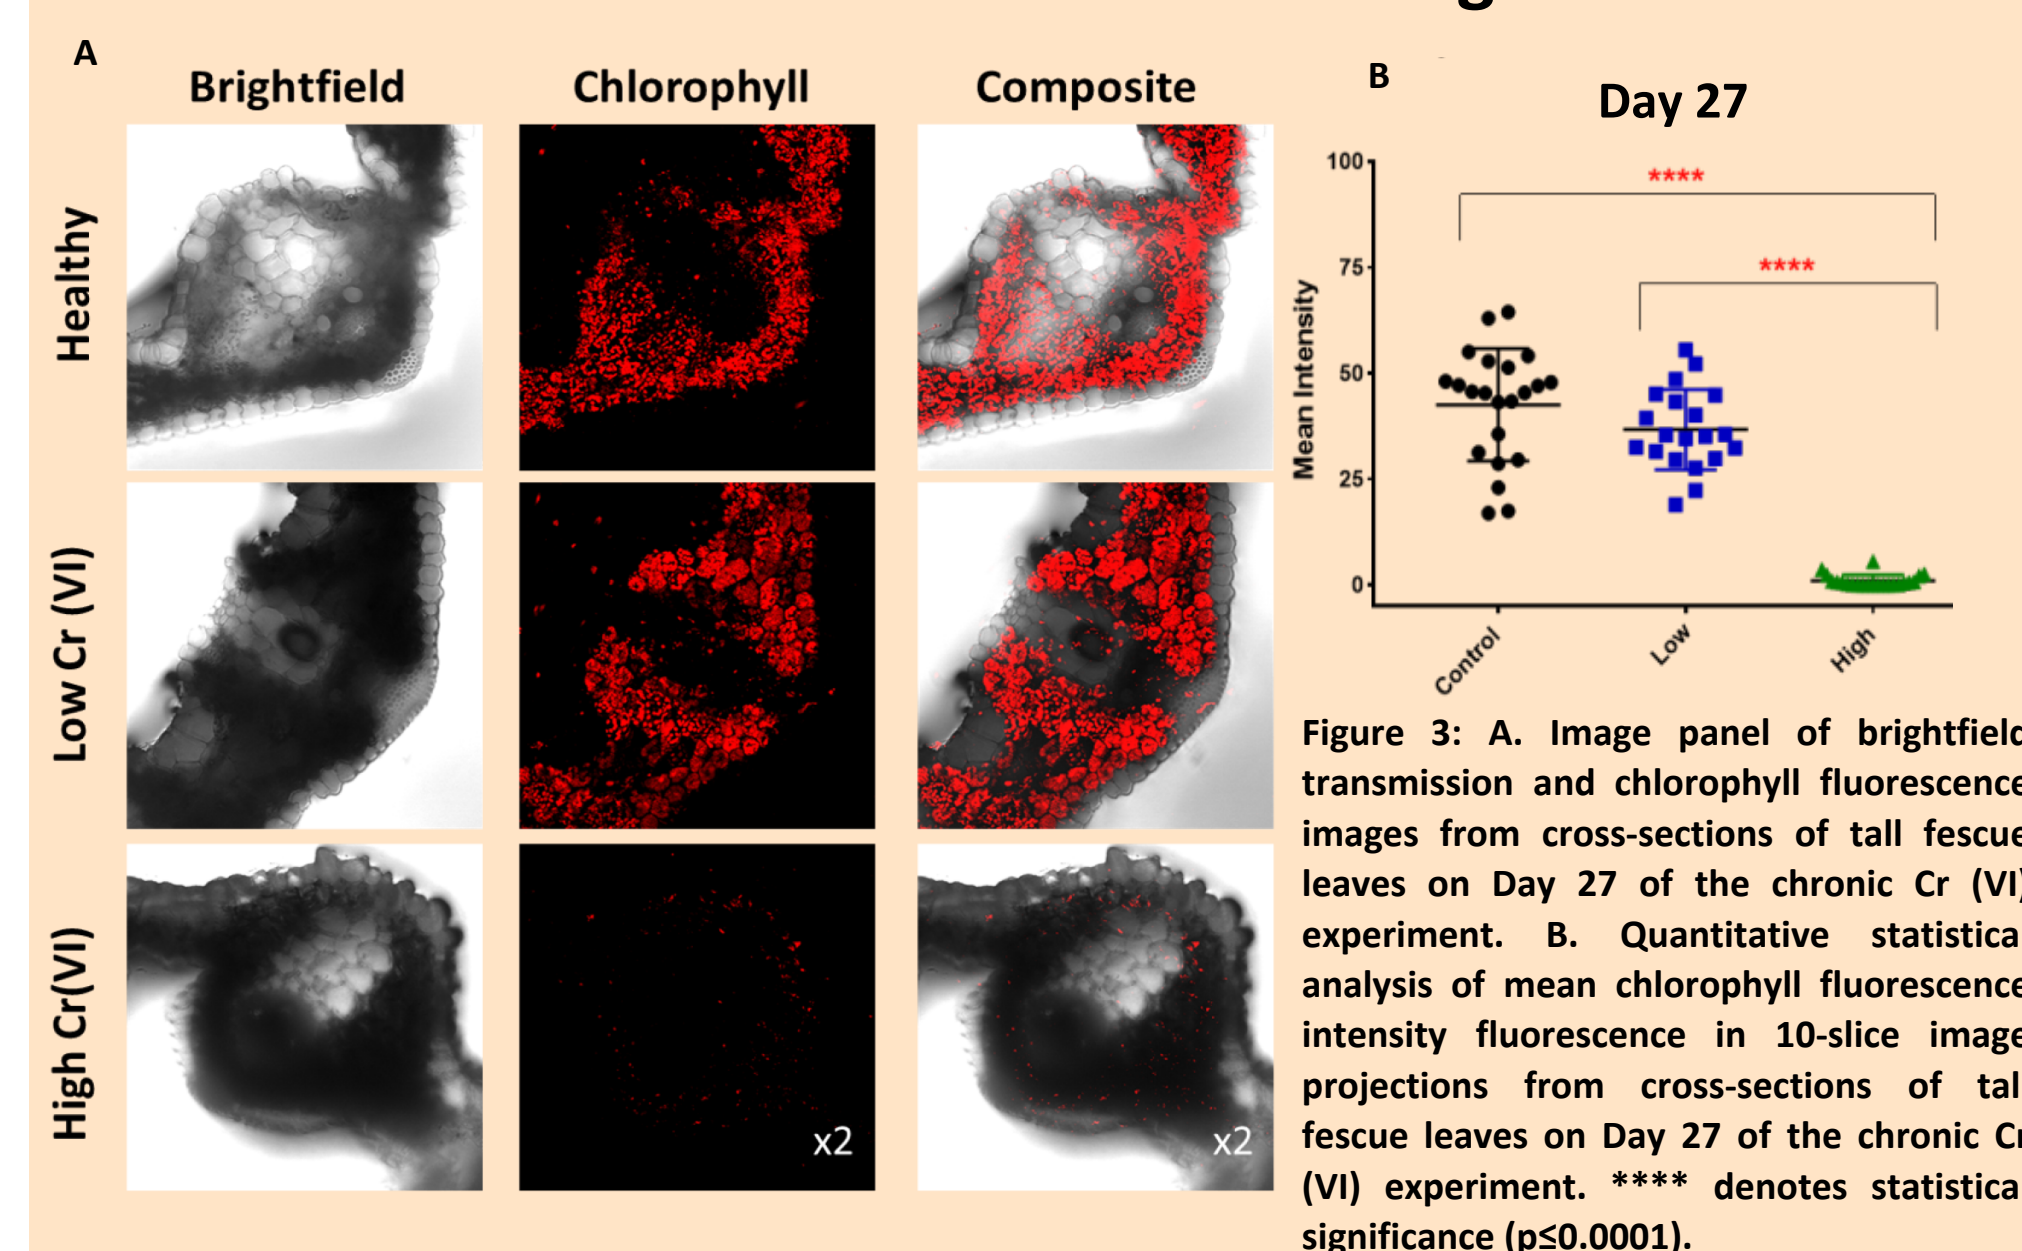 A
Brightfield
Chlorophyll
Composite
Healthy
Low Cr (VI)
High Cr(VI)
x2
x2
B
Day 27
****
****
Mean Intensity
100
75
50
25
0
Control
Low
High
Figure 3: A. Image panel of brightfield
transmission and chlorophyll fluorescence
images from cross-sections of tall fescue
leaves on Day 27 of the chronic Cr (VI)
experiment. B. Quantitative statistica
analysis of mean chlorophyll fluorescence
intensity fluorescence in 10-slice image
projections from cross-sections of tal
fescue leaves on Day 27 of the chronic Cr
(VI) experiment. **** denotes statistica
significance (p≤0.0001).